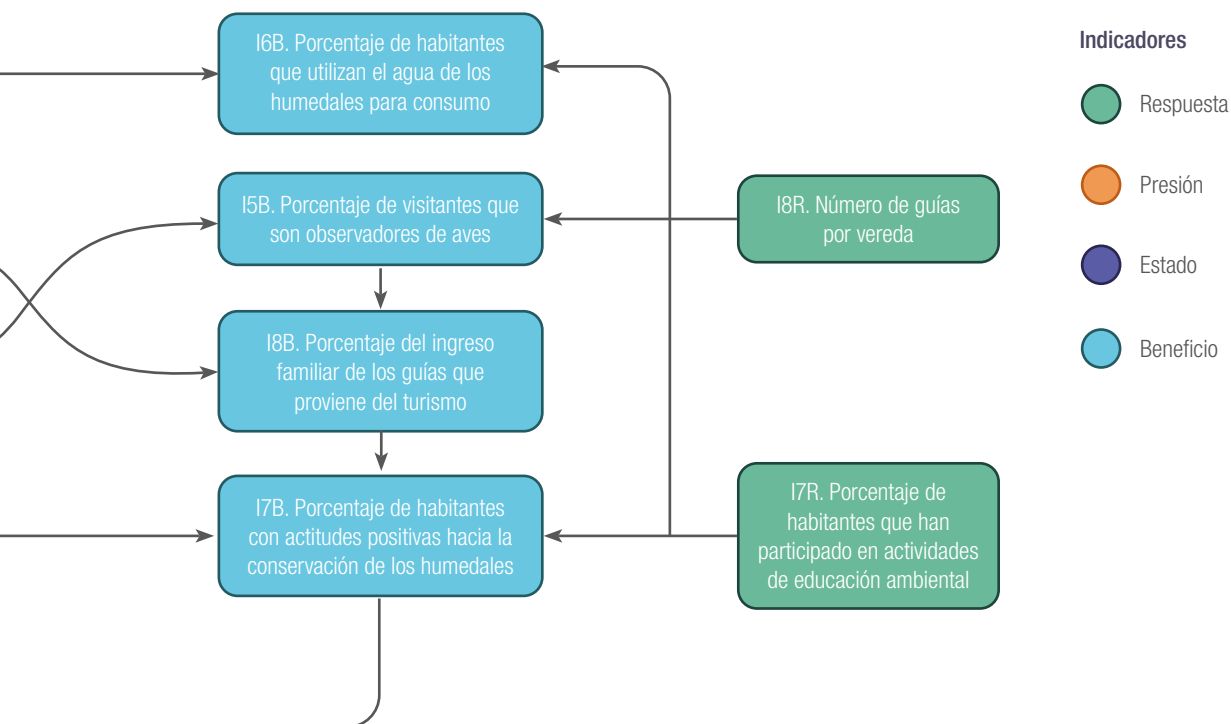 I6B. Porcentaje de habitantes
que utilizan el agua de los
humedales para consumo
I5B. Porcentaje de visitantes que
son observadores de aves
I8B. Porcentaje del ingreso
familiar de los guías que
proviene del turismo
I7B. Porcentaje de habitantes
con actitudes positivas hacia la
conservación de los humedales
I8R. Número de guías
por vereda
I7R. Porcentaje de
habitantes que han
participado en actividades
de educación ambiental
Indicadores
Respuesta
Presión
Estado
Beneficio